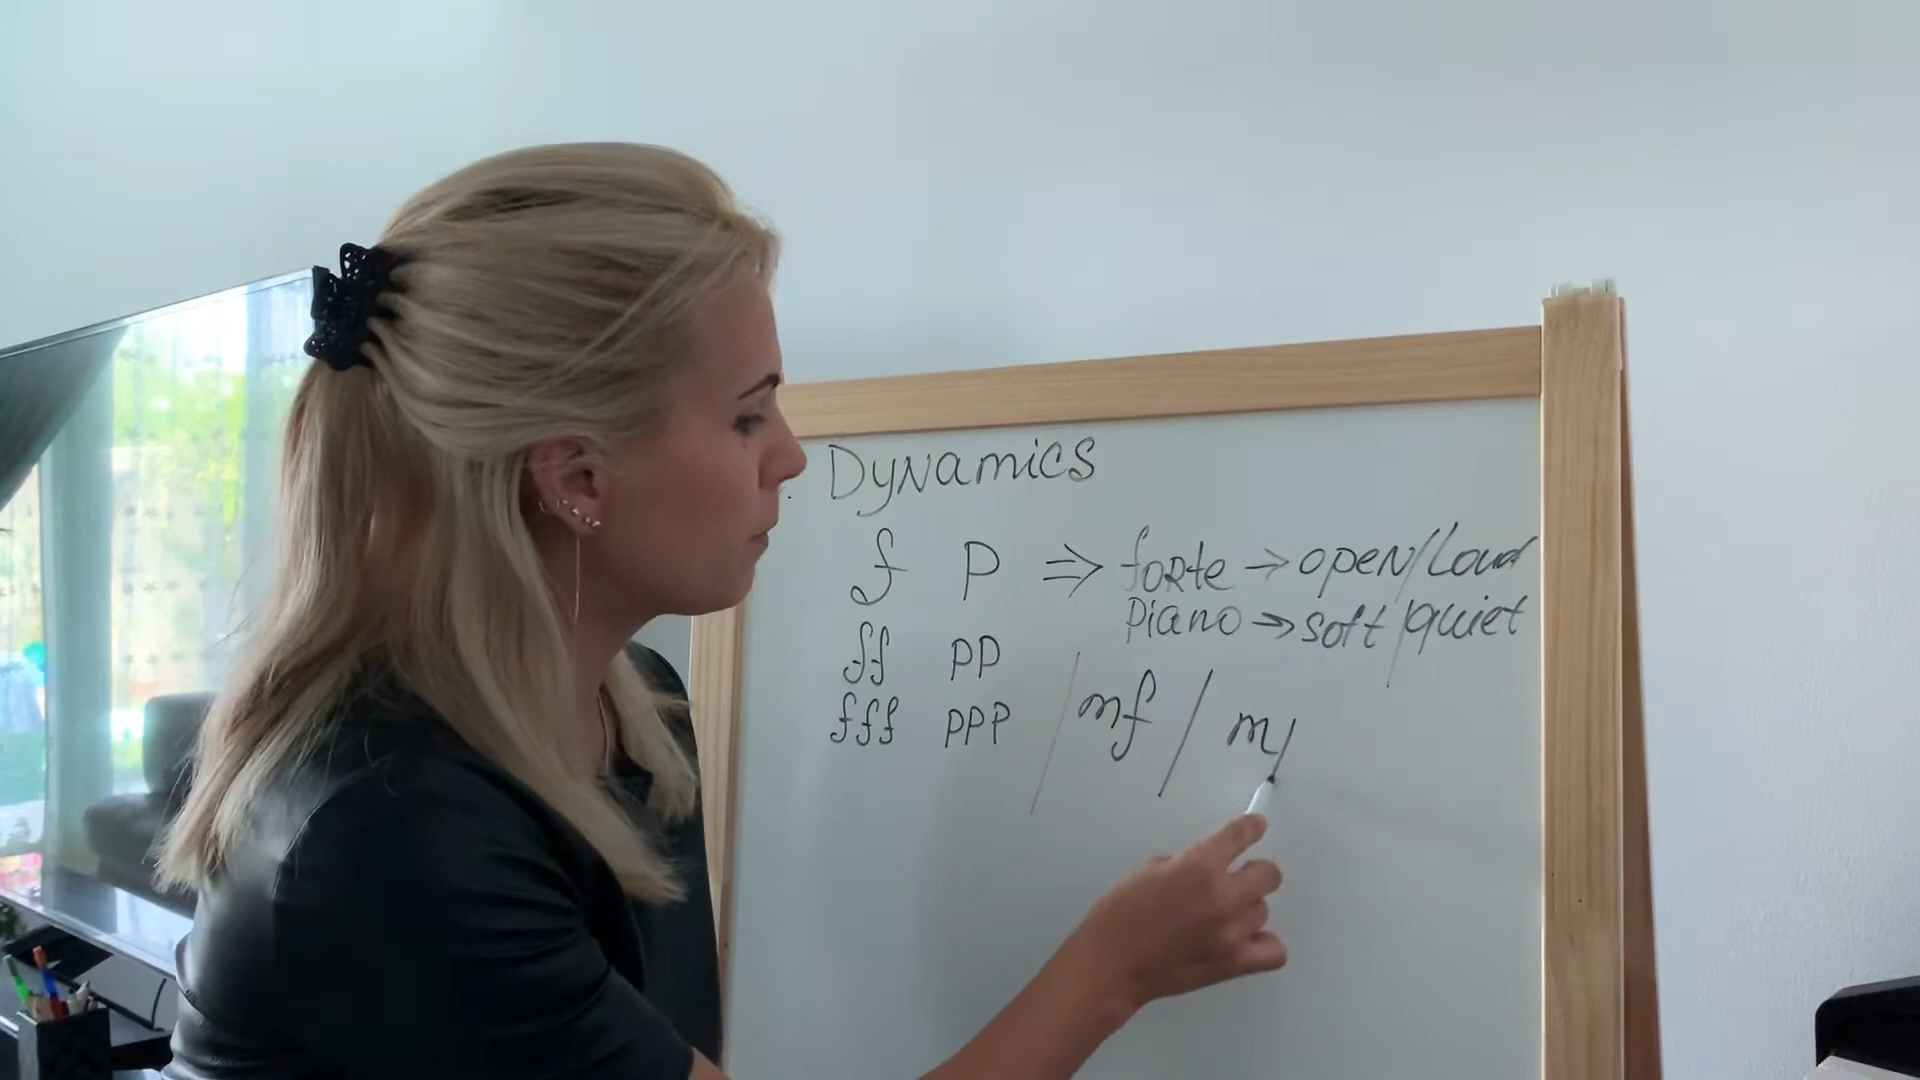 Dynamics
f p => forte -> open/Loud
piano -> soft/quiet
ff pp
fff ppp / mf / m